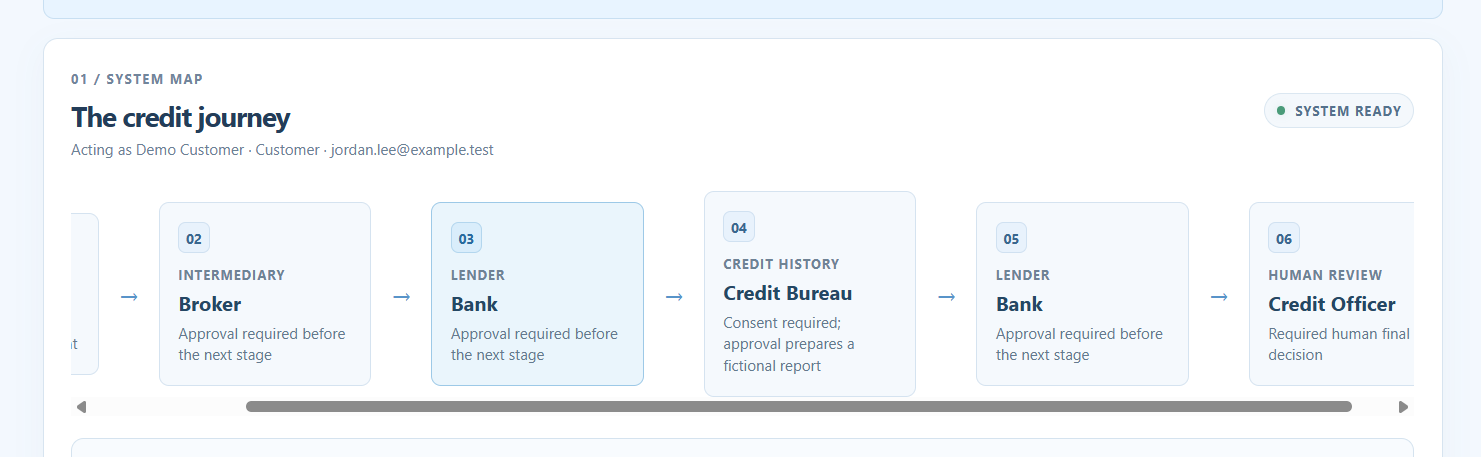 01 / SYSTEM MAP
The credit journey
SYSTEM READY
Acting as Demo Customer · Customer · jordan.lee@example.test
→
02
INTERMEDIARY
Broker
Approval required before
the next stage
→
03
LENDER
Bank
Approval required before
the next stage
→
04
CREDIT HISTORY
Credit Bureau
Consent required;
approval prepares a
fictional report
→
05
LENDER
Bank
Approval required before
the next stage
→
06
HUMAN REVIEW
Credit Officer
Required human final
decision